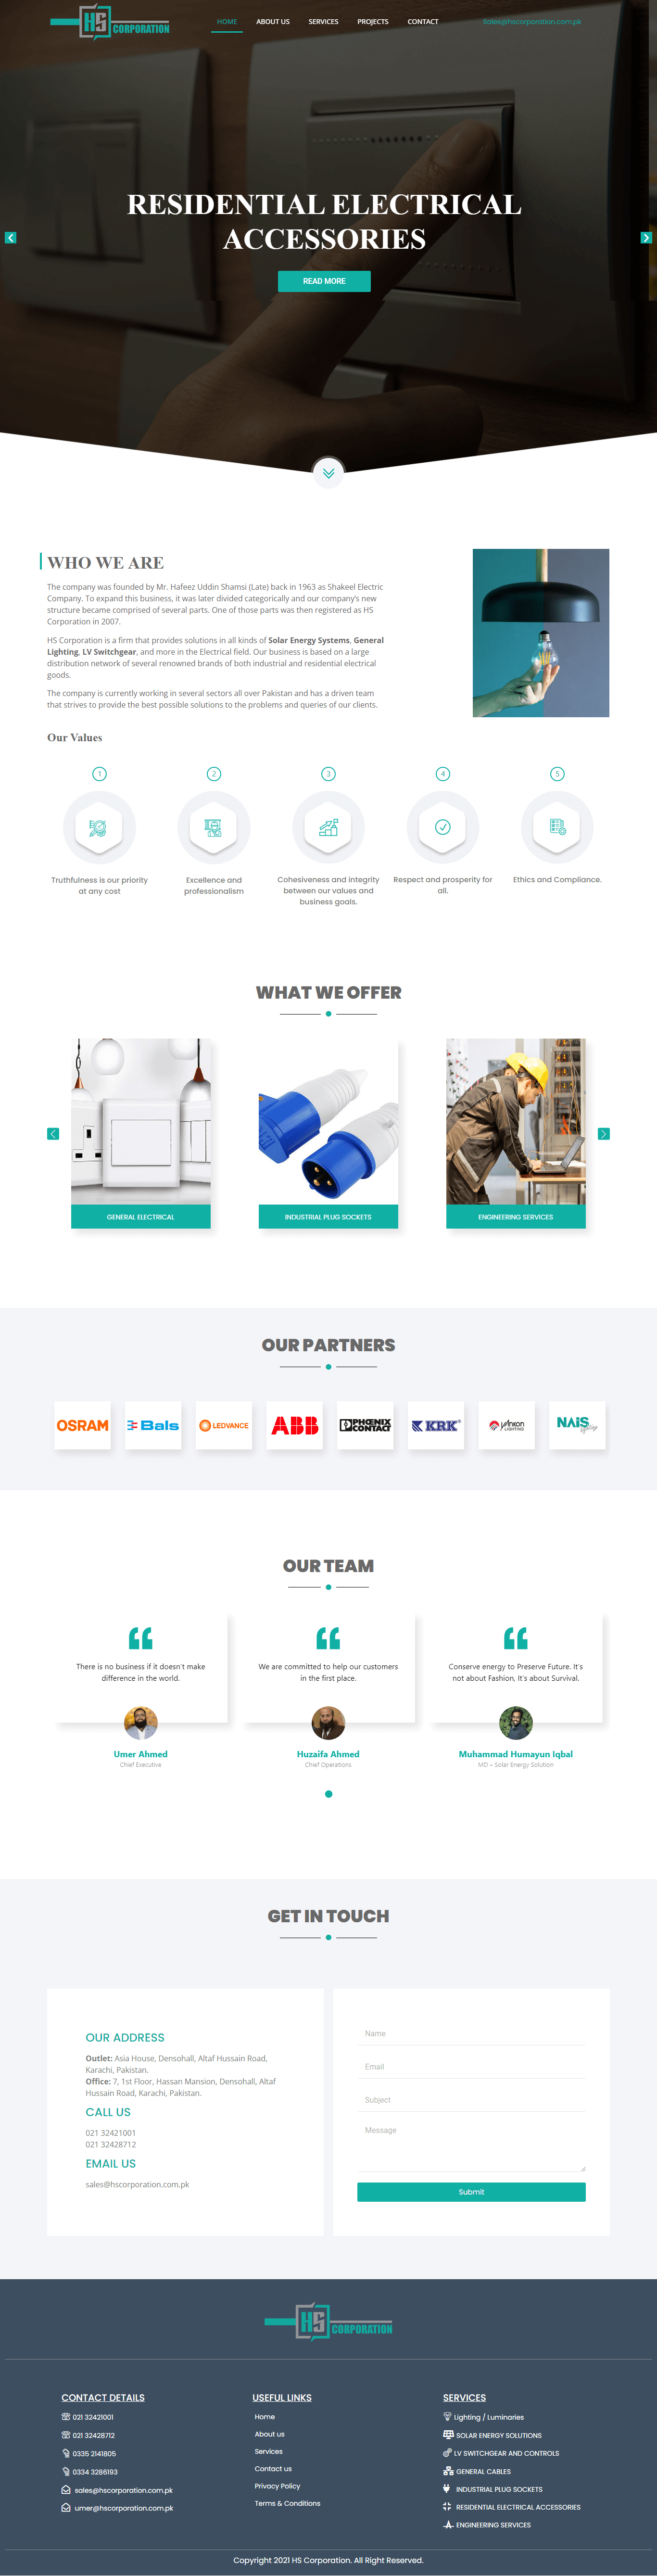 HS CORPORATION
HOME
ABOUT US
SERVICES
PROJECTS
CONTACT
Sales@hscorporation.com.pk
RESIDENTIAL ELECTRICAL
ACCESSORIES
READ MORE
WHO WE ARE
The company was founded by Mr. Hafeez Uddin Shamsi (Late) back in 1963 as Shakeel Electric
Company. To expand this business, it was later divided categorically and our company's new
structure became comprised of several parts. One of those parts was then registered as HS
Corporation in 2007.
HS Corporation is a firm that provides solutions in all kinds of Solar Energy Systems, General
Lighting, LV Switchgear, and more in the Electrical field. Our business is based on a large
distribution network of several renowned brands of both industrial and residential electrical
goods.
The company is currently working in several sectors all over Pakistan and has a driven team
that strives to provide the best possible solutions to the problems and queries of our clients.
Our Values
1
2
3
4
5
Truthfulness is our priority
at any cost
Excellence and
professionalism
Cohesiveness and integrity
between our values and
business goals.
Respect and prosperity for
all.
Ethics and Compliance.
WHAT WE OFFER
GENERAL ELECTRICAL
INDUSTRIAL PLUG SOCKETS
ENGINEERING SERVICES
OUR PARTNERS
OSRAM
Bals
LEDVANCE
ABB
PHOENIX
CONTACT
KRK
Ankon
LIGHTING
NAiS
lighting
OUR TEAM
There is no business if it doesn't make
difference in the world.
Umer Ahmed
Chief Executive
We are committed to help our customers
in the first place.
Huzaifa Ahmed
Chief Operations
Conserve energy to Preserve Future. It's
not about Fashion, It's about Survival.
Muhammad Humayun Iqbal
MD – Solar Energy Solution
GET IN TOUCH
OUR ADDRESS
Outlet: Asia House, Densohall, Altaf Hussain Road,
Karachi, Pakistan.
Office: 7, 1st Floor, Hassan Mansion, Densohall, Altaf
Hussain Road, Karachi, Pakistan.
CALL US
021 32421001
021 32428712
EMAIL US
sales@hscorporation.com.pk
Name
Email
Subject
Message
Submit
HS CORPORATION
CONTACT DETAILS
021 32421001
021 32428712
0335 2141805
0334 3286193
sales@hscorporation.com.pk
umer@hscorporation.com.pk
USEFUL LINKS
Home
About us
Services
Contact us
Privacy Policy
Terms & Conditions
SERVICES
Lighting / Luminaries
SOLAR ENERGY SOLUTIONS
LV SWITCHGEAR AND CONTROLS
GENERAL CABLES
INDUSTRIAL PLUG SOCKETS
RESIDENTIAL ELECTRICAL ACCESSORIES
ENGINEERING SERVICES
Copyright 2021 HS Corporation. All Right Reserved.